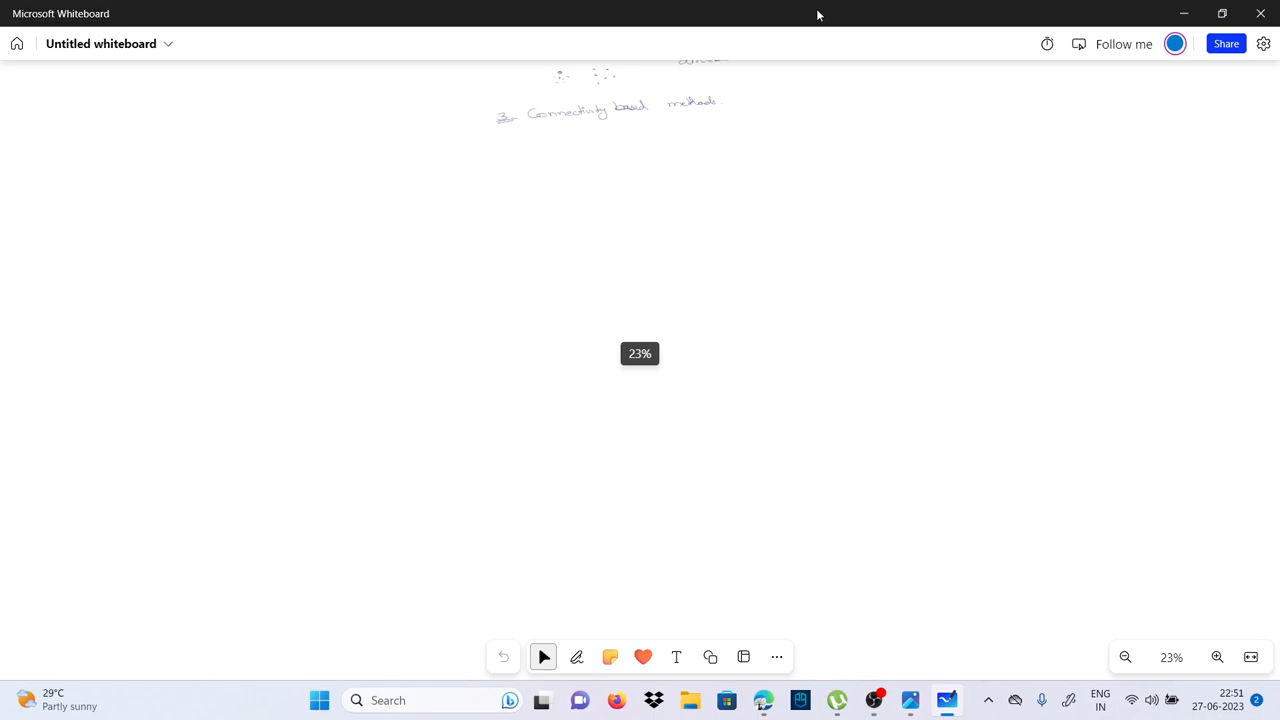 Microsoft Whiteboard
Untitled whiteboard
Follow me
Share
3. Connectivity based methods.
23%
T
23%
29°C
Partly sunny
Search
ENG
IN
22:51
27-06-2023
2